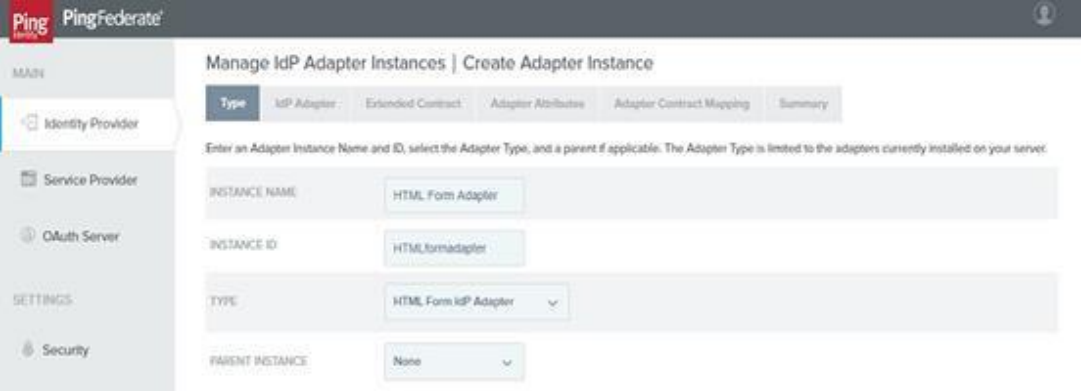 Ping
Identity
PingFederate®
MAIN
Identity Provider
Service Provider
OAuth Server
SETTINGS
Security
Manage IdP Adapter Instances | Create Adapter Instance
Type IdP Adapter Extended Contract Adapter Attributes Adapter Contract Mapping Summary
Enter an Adapter Instance Name and ID, select the Adapter Type, and a parent if applicable. The Adapter Type is limited to the adapters currently installed on your server.
INSTANCE NAME HTML Form Adapter
INSTANCE ID HTMLformadapter
TYPE HTML Form IdP Adapter
PARENT INSTANCE None